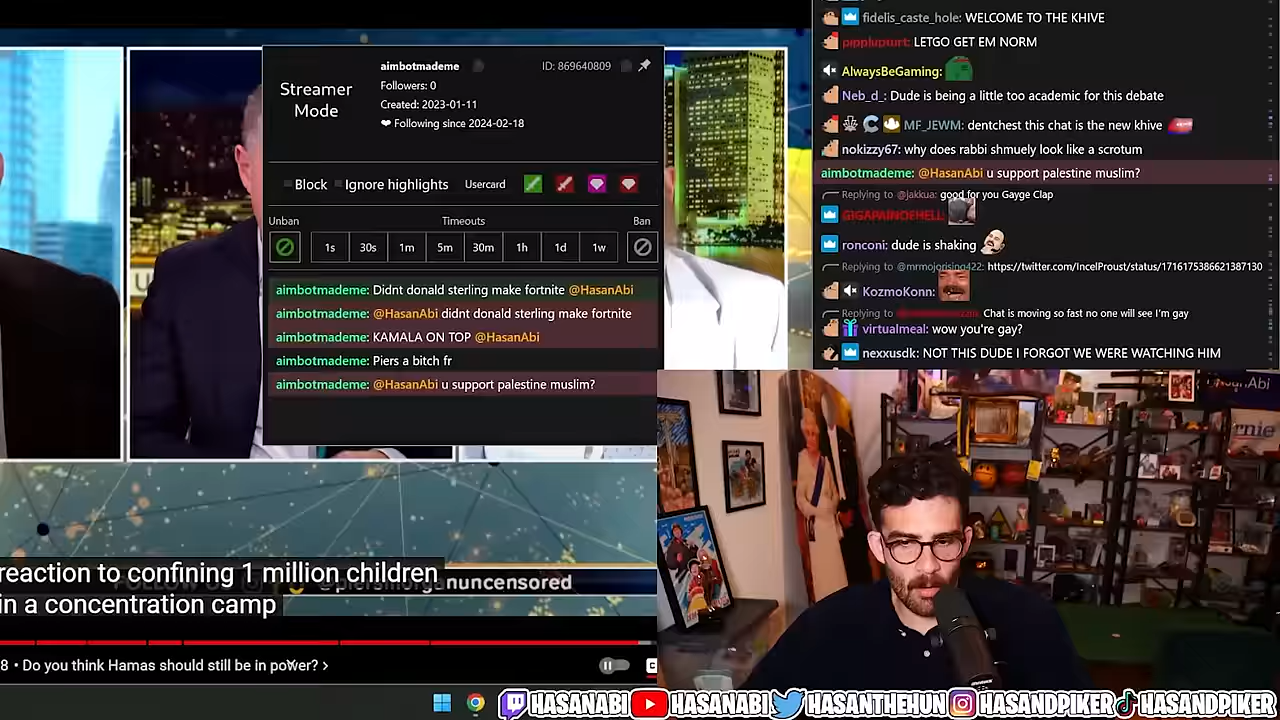 Streamer
Mode
aimbotmademe
ID: 869640809
Followers: 0
Created: 2023-01-11
❤ Following since 2024-02-18
Block
Ignore highlights
Usercard
Unban
Timeouts
Ban
1s
30s
1m
5m
30m
1h
1d
1w
aimbotmademe: Didnt donald sterling make fortnite @HasanAbi
aimbotmademe: @HasanAbi didnt donald sterling make fortnite
aimbotmademe: KAMALA ON TOP @HasanAbi
aimbotmademe: Piers a bitch fr
aimbotmademe: @HasanAbi u support palestine muslim?
fidelis_caste_hole: WELCOME TO THE KHIVE
LETGO GET EM NORM
AlwaysBeGaming:
Neb_d_: Dude is being a little too academic for this debate
MF_JEWM: dentchest this chat is the new khive
nokizzy67: why does rabbi shmuely look like a scrotum
aimbotmademe: @HasanAbi u support palestine muslim?
Replying to @jakkua: good for you Gayge Clap
GIGAPAINOFHELL:
ronconi: dude is shaking
Replying to @mrmojorising422: https://twitter.com/IncelProust/status/1716175386621387130
KozmoKonn:
Replying to Chat is moving so fast no one will see I'm gay
virtualmeal: wow you're gay?
nexxusdk: NOT THIS DUDE I FORGOT WE WERE WATCHING HIM
reaction to confining 1 million children
in a concentration camp
nuncensored
8 • Do you think Hamas should still be in power? ›
HASANABI
HASANABI
HASANTHEHUN
HASANDPIKER
HASANDPIKER